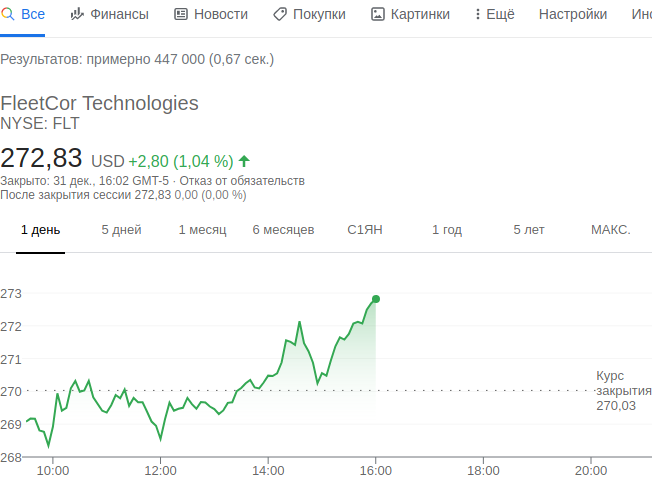 Все Финансы Новости Покупки Картинки Ещё Настройки Инс
Результатов: примерно 447 000 (0,67 сек.)
FleetCor Technologies
NYSE: FLT
272,83 USD +2,80 (1,04 %)
Закрыто: 31 дек., 16:02 GMT-5 · Отказ от обязательств
После закрытия сессии 272,83 0,00 (0,00 %)
1 день 5 дней 1 месяц 6 месяцев С1ЯН 1 год 5 лет МАКС.
273
272
271
270
269
268
Курс
закрытия
270,03
10:00 12:00 14:00 16:00 18:00 20:00